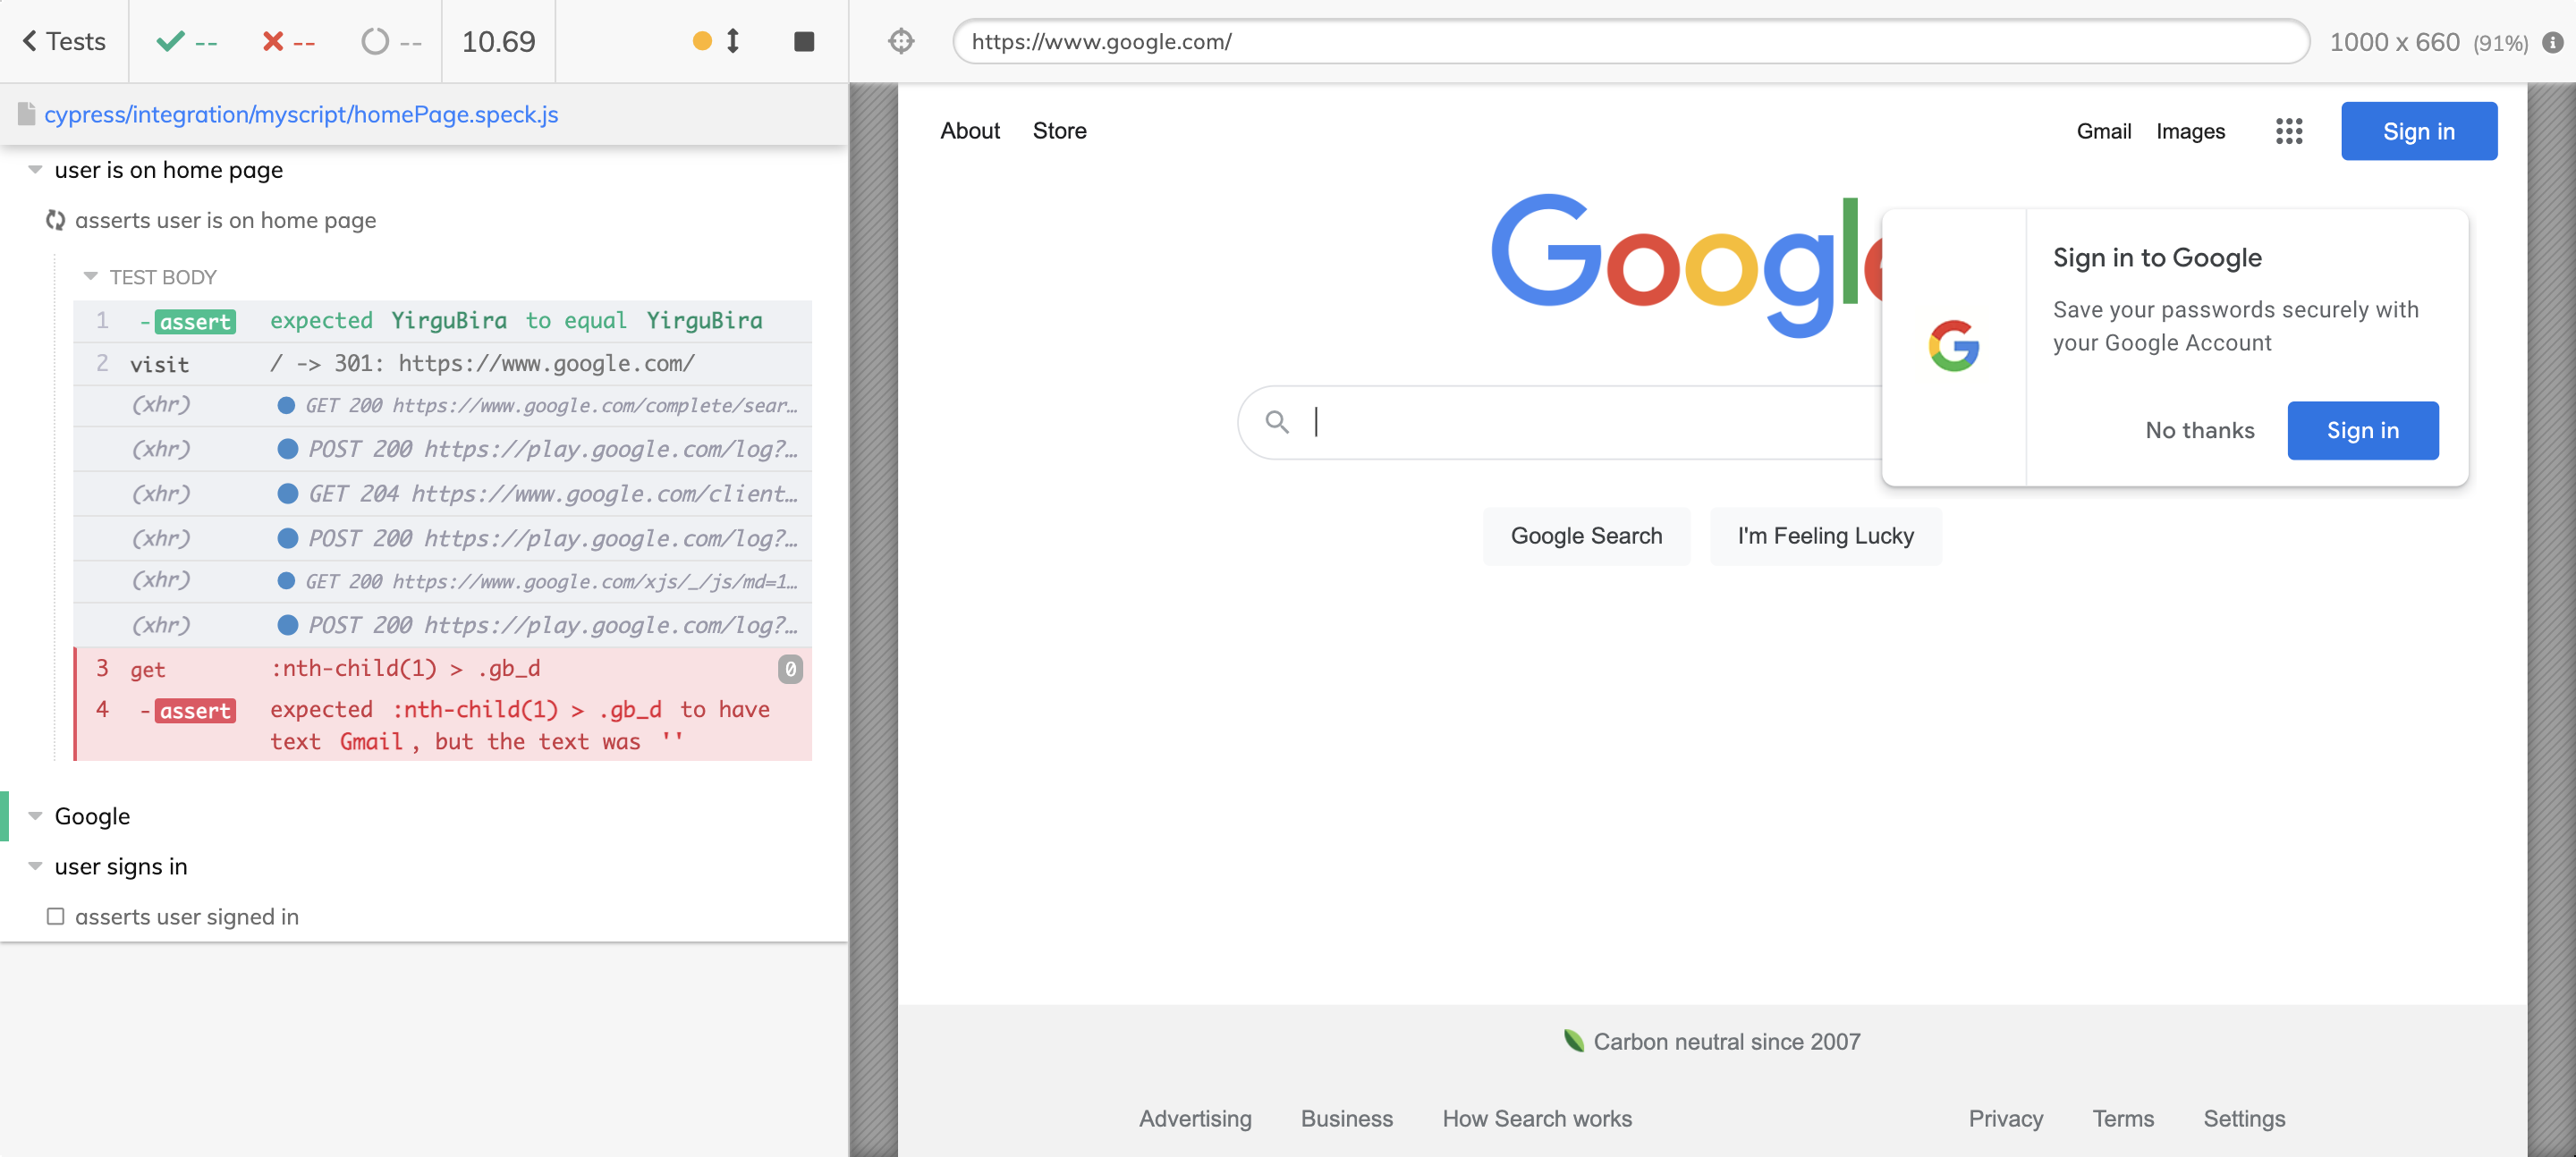 Tests -- -- -- 10.69
https://www.google.com/ 1000 x 660 (91%)
cypress/integration/myscript/homePage.speck.js
user is on home page
asserts user is on home page
TEST BODY
1 -assert expected YirguBira to equal YirguBira
2 visit / -> 301: https://www.google.com/
(xhr) GET 200 https://www.google.com/complete/sear…
(xhr) POST 200 https://play.google.com/log?…
(xhr) GET 204 https://www.google.com/client…
(xhr) POST 200 https://play.google.com/log?…
(xhr) GET 200 https://www.google.com/xjs/_/js/md=1…
(xhr) POST 200 https://play.google.com/log?…
3 get :nth-child(1) > .gb_d 0
4 -assert expected :nth-child(1) > .gb_d to have
text Gmail, but the text was ''
Google
user signs in
asserts user signed in
About Store Gmail Images Sign in
Google
Sign in to Google
Save your passwords securely with
your Google Account
No thanks Sign in
Google Search I'm Feeling Lucky
Carbon neutral since 2007
Advertising Business How Search works Privacy Terms Settings